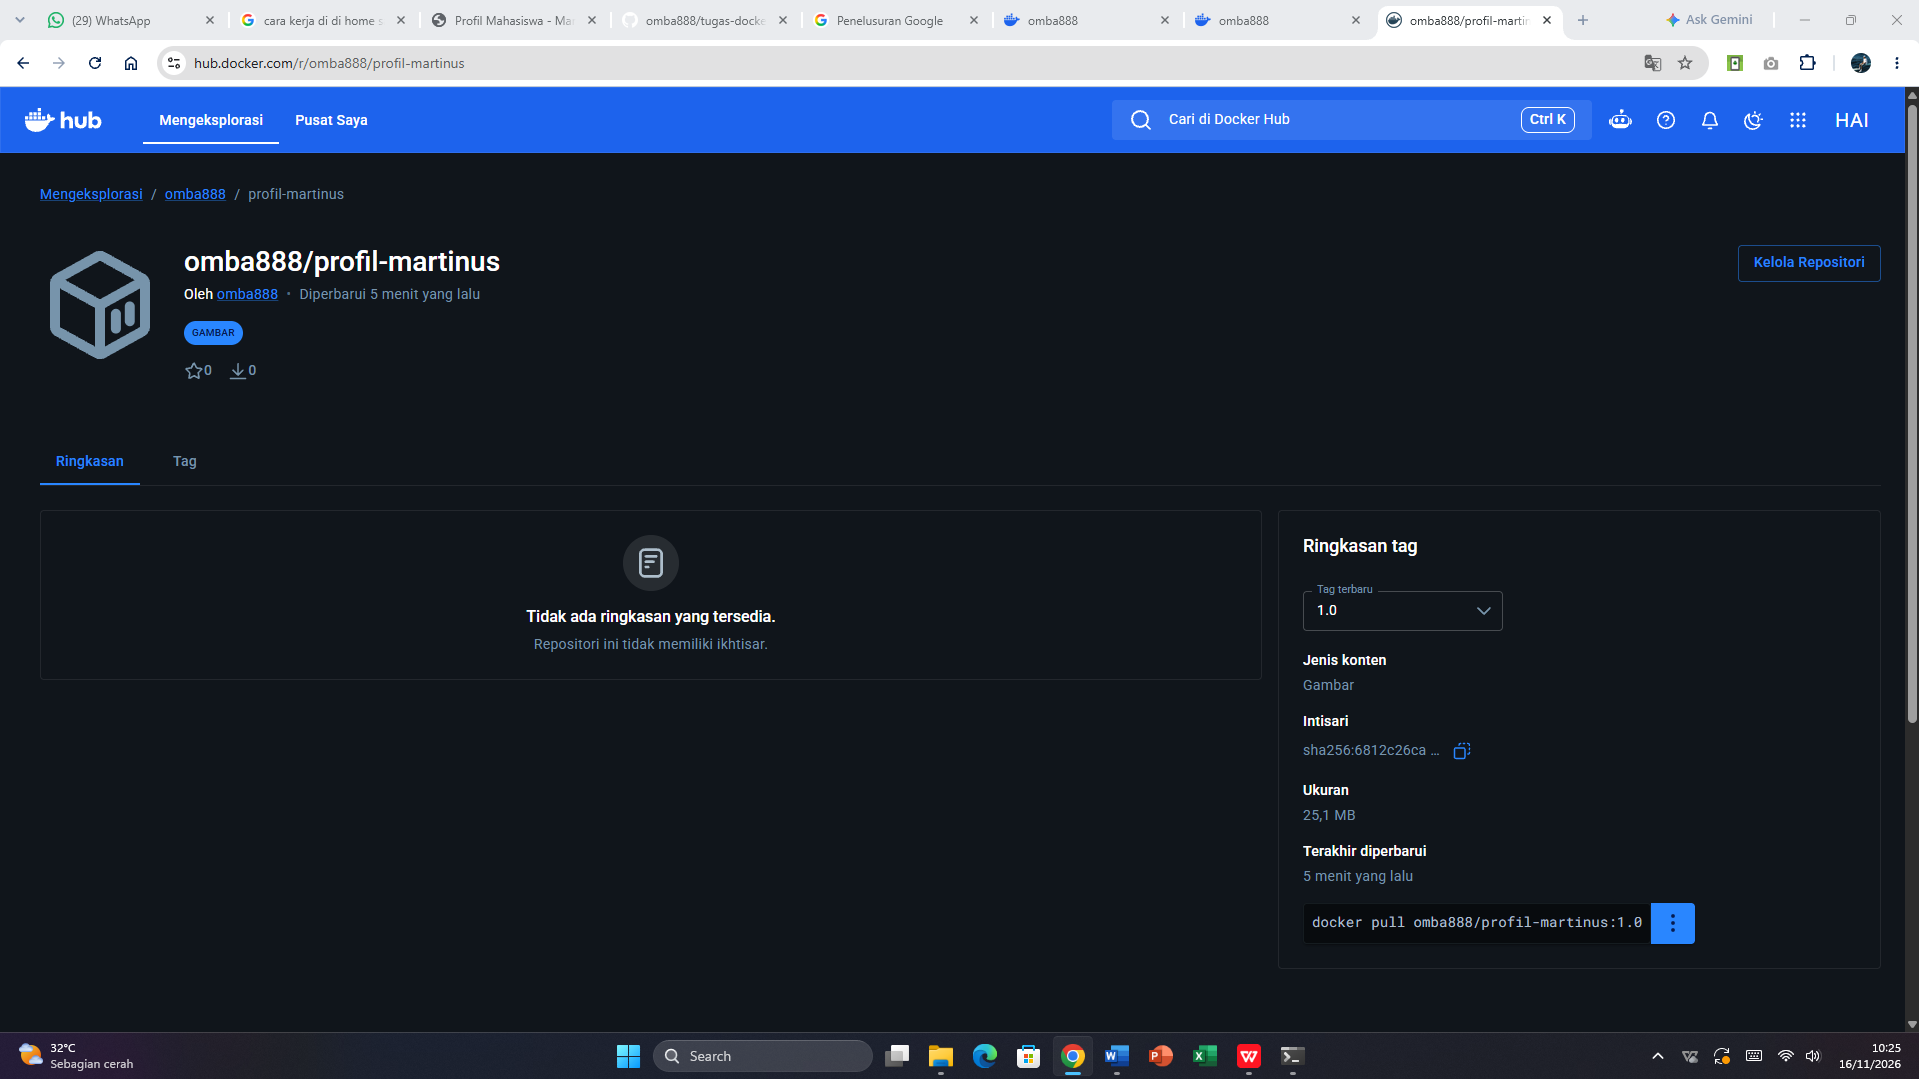 (29) WhatsApp
cara kerja di di home s
Profil Mahasiswa - Ma
omba888/tugas-docke
Penelusuran Google
omba888
omba888
omba888/profil-martin
Ask Gemini
hub.docker.com/r/omba888/profil-martinus
hub
Mengeksplorasi
Pusat Saya
Cari di Docker Hub
Ctrl K
HAI
Mengeksplorasi / omba888 / profil-martinus
omba888/profil-martinus
Kelola Repositori
Oleh omba888 • Diperbarui 5 menit yang lalu
GAMBAR
0
0
Ringkasan
Tag
Tidak ada ringkasan yang tersedia.
Repositori ini tidak memiliki ikhtisar.
Ringkasan tag
Tag terbaru
1.0
Jenis konten
Gambar
Intisari
sha256:6812c26ca …
Ukuran
25,1 MB
Terakhir diperbarui
5 menit yang lalu
docker pull omba888/profil-martinus:1.0
32°C
Sebagian cerah
Search
10:25
16/11/2026